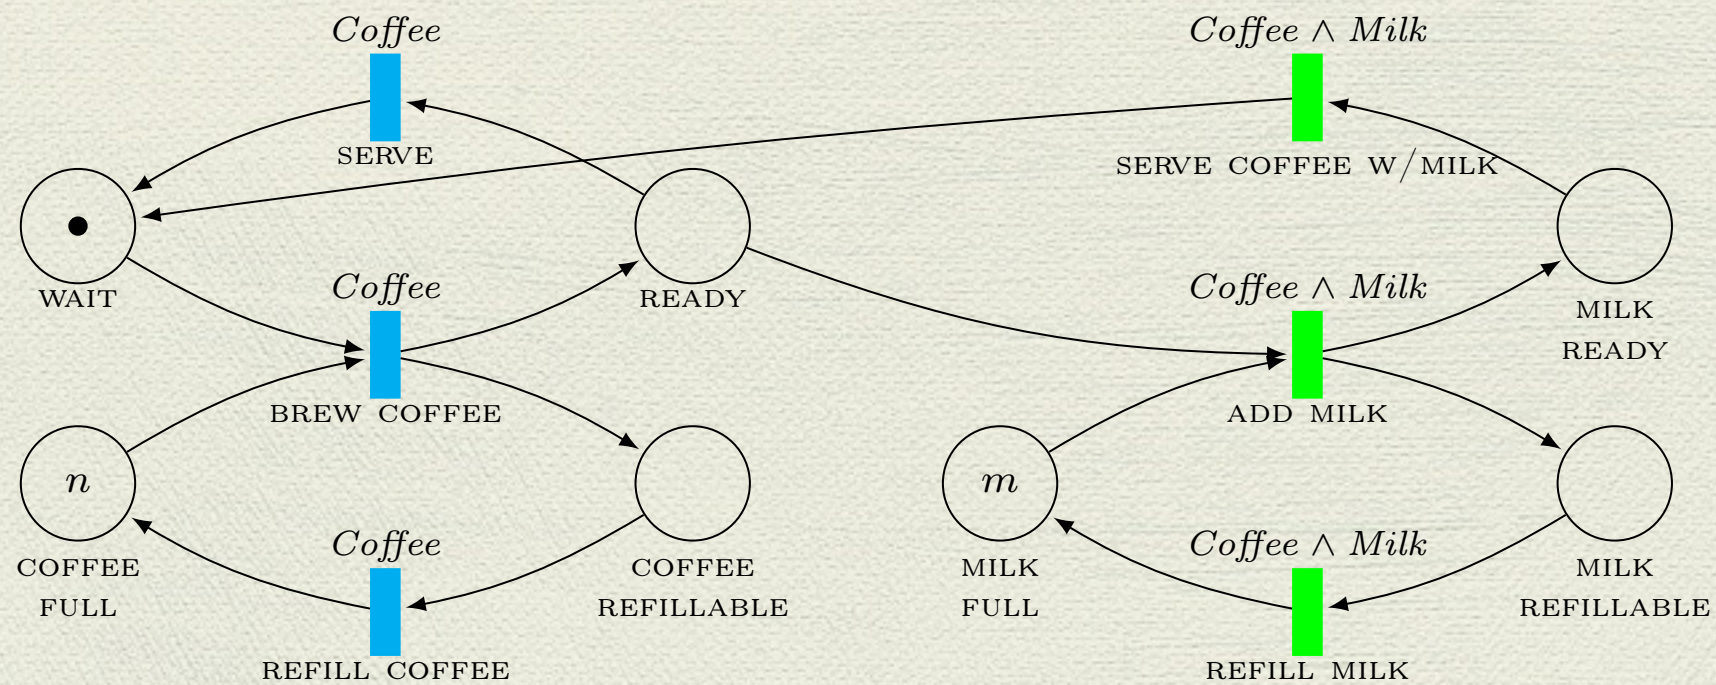 Coffee
Coffee ∧ Milk
SERVE
SERVE COFFEE W/MILK
WAIT
Coffee
READY
Coffee ∧ Milk
MILK
READY
BREW COFFEE
ADD MILK
n
m
COFFEE
FULL
Coffee
COFFEE
REFILLABLE
MILK
FULL
Coffee ∧ Milk
MILK
REFILLABLE
REFILL COFFEE
REFILL MILK